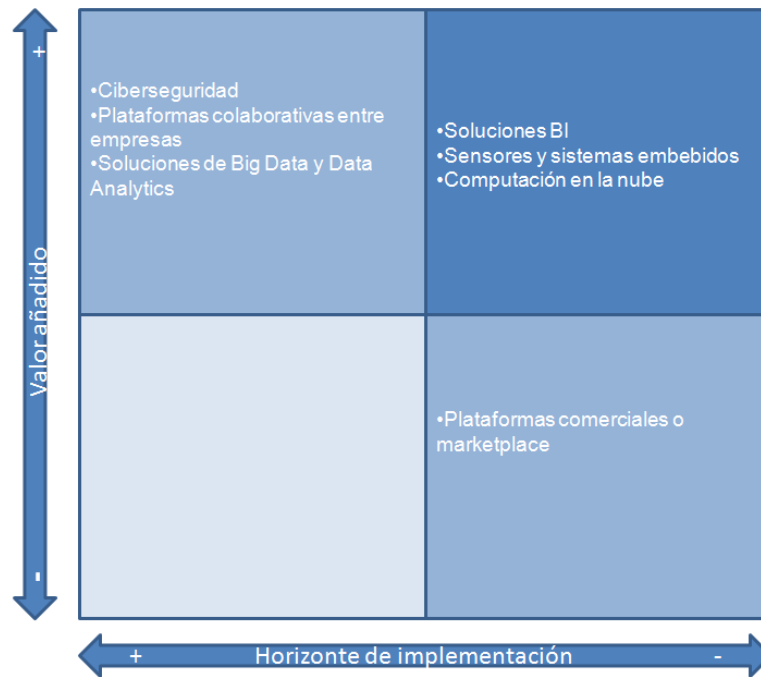 +
•Ciberseguridad
•Plataformas colaborativas entre
empresas
•Soluciones de Big Data y Data
Analytics
•Soluciones BI
•Sensores y sistemas embebidos
•Computación en la nube
Valor añadido
•Plataformas comerciales o
marketplace
-
+ Horizonte de implementación -